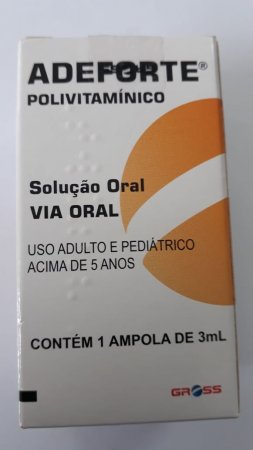 ADEFORTE®
POLIVITAMÍNICO
Solução Oral
VIA ORAL
USO ADULTO E PEDIÁTRICO
ACIMA DE 5 ANOS
CONTÉM 1 AMPOLA DE 3mL
GROSS